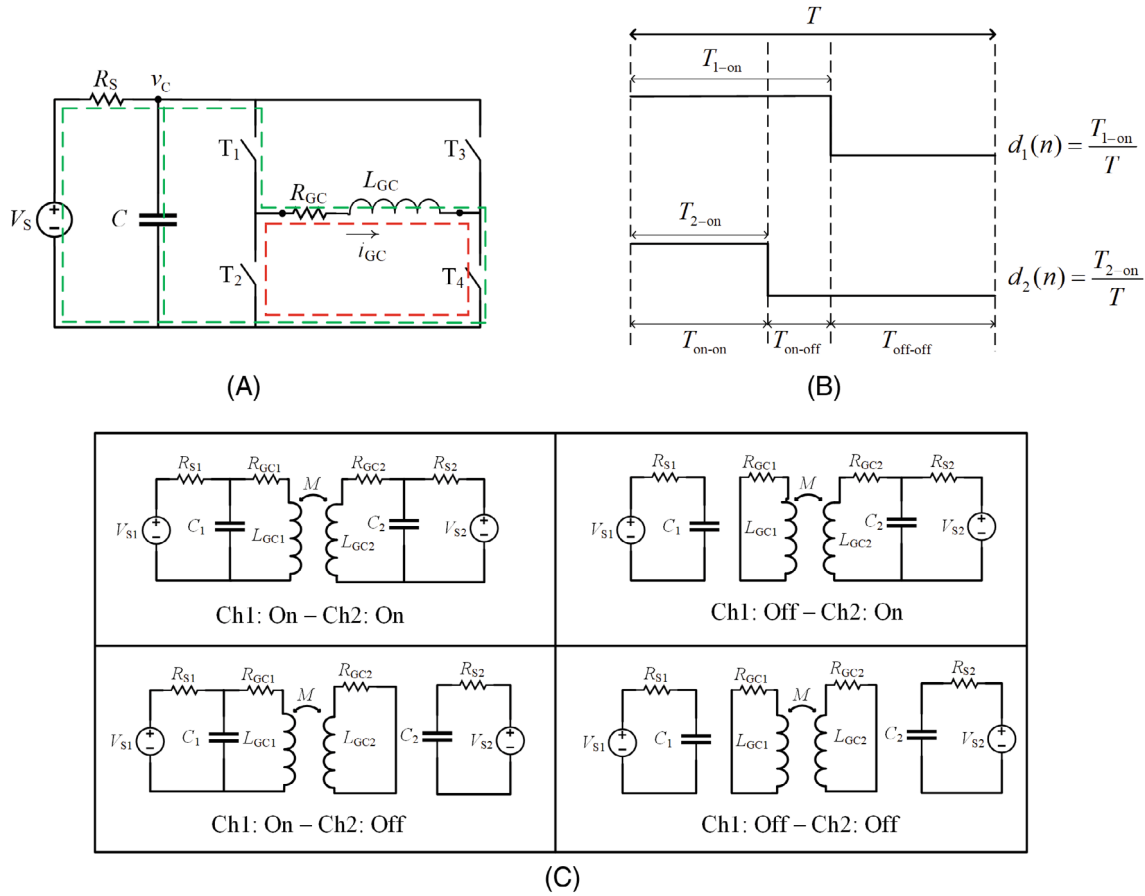 R_S
v_C
T_1
T_3
R_GC
L_GC
V_S
C
i_GC
T_2
T_4
(A)
T
T_1-on
d_1(n) = T_1-on / T
T_2-on
d_2(n) = T_2-on / T
T_on-on
T_on-off
T_off-off
(B)
R_S1 R_GC1 M R_GC2 R_S2
V_S1 C_1 L_GC1 L_GC2 C_2 V_S2
Ch1: On – Ch2: On
R_S1 R_GC1 M R_GC2 R_S2
V_S1 C_1 L_GC1 L_GC2 C_2 V_S2
Ch1: Off – Ch2: On
R_S1 R_GC1 M R_GC2 R_S2
V_S1 C_1 L_GC1 L_GC2 C_2 V_S2
Ch1: On – Ch2: Off
R_S1 R_GC1 M R_GC2 R_S2
V_S1 C_1 L_GC1 L_GC2 C_2 V_S2
Ch1: Off – Ch2: Off
(C)